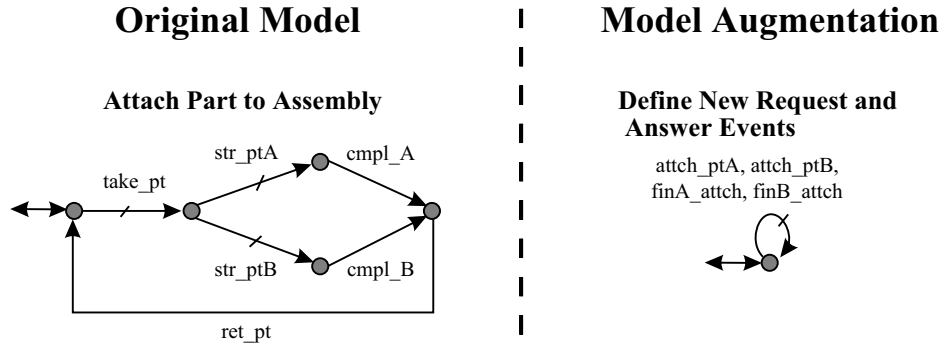 Original Model
Attach Part to Assembly
take_pt
str_ptA
cmpl_A
str_ptB
cmpl_B
ret_pt
Model Augmentation
Define New Request and
Answer Events
attch_ptA, attch_ptB,
finA_attch, finB_attch